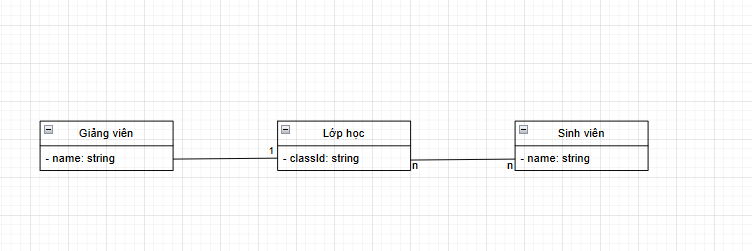 Giảng viên
- name: string
1
Lớp học
- classId: string
n
n
Sinh viên
- name: string